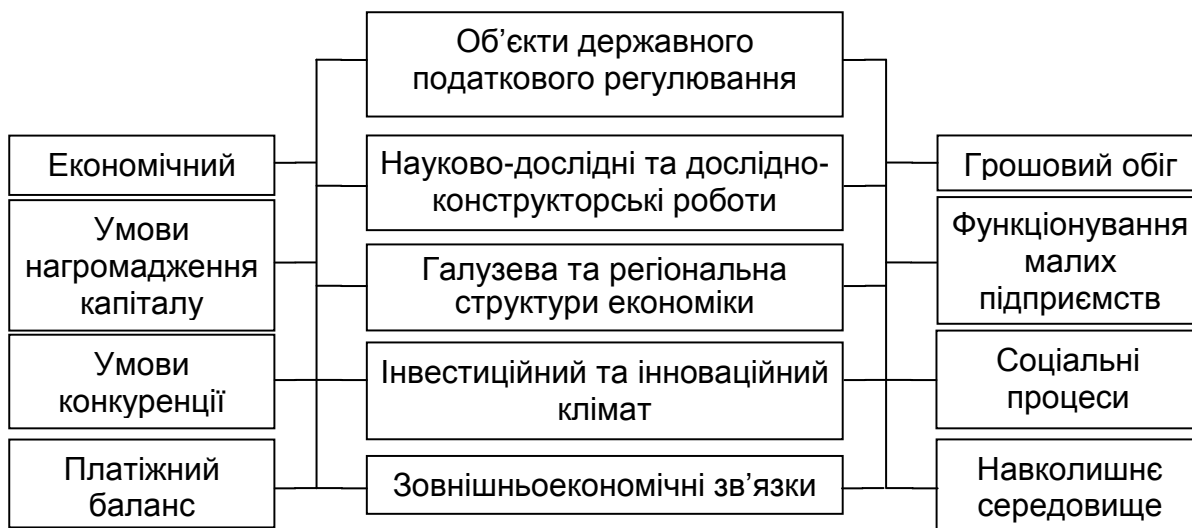 Об’єкти державного
податкового регулювання
Економічний
Науково-дослідні та дослідно-
конструкторські роботи
Грошовий обіг
Умови
нагромадження
капіталу
Галузева та регіональна
структури економіки
Функціонування
малих
підприємств
Умови
конкуренції
Інвестиційний та інноваційний
клімат
Соціальні
процеси
Платіжний
баланс
Зовнішньоекономічні зв’язки
Навколишнє
середовище